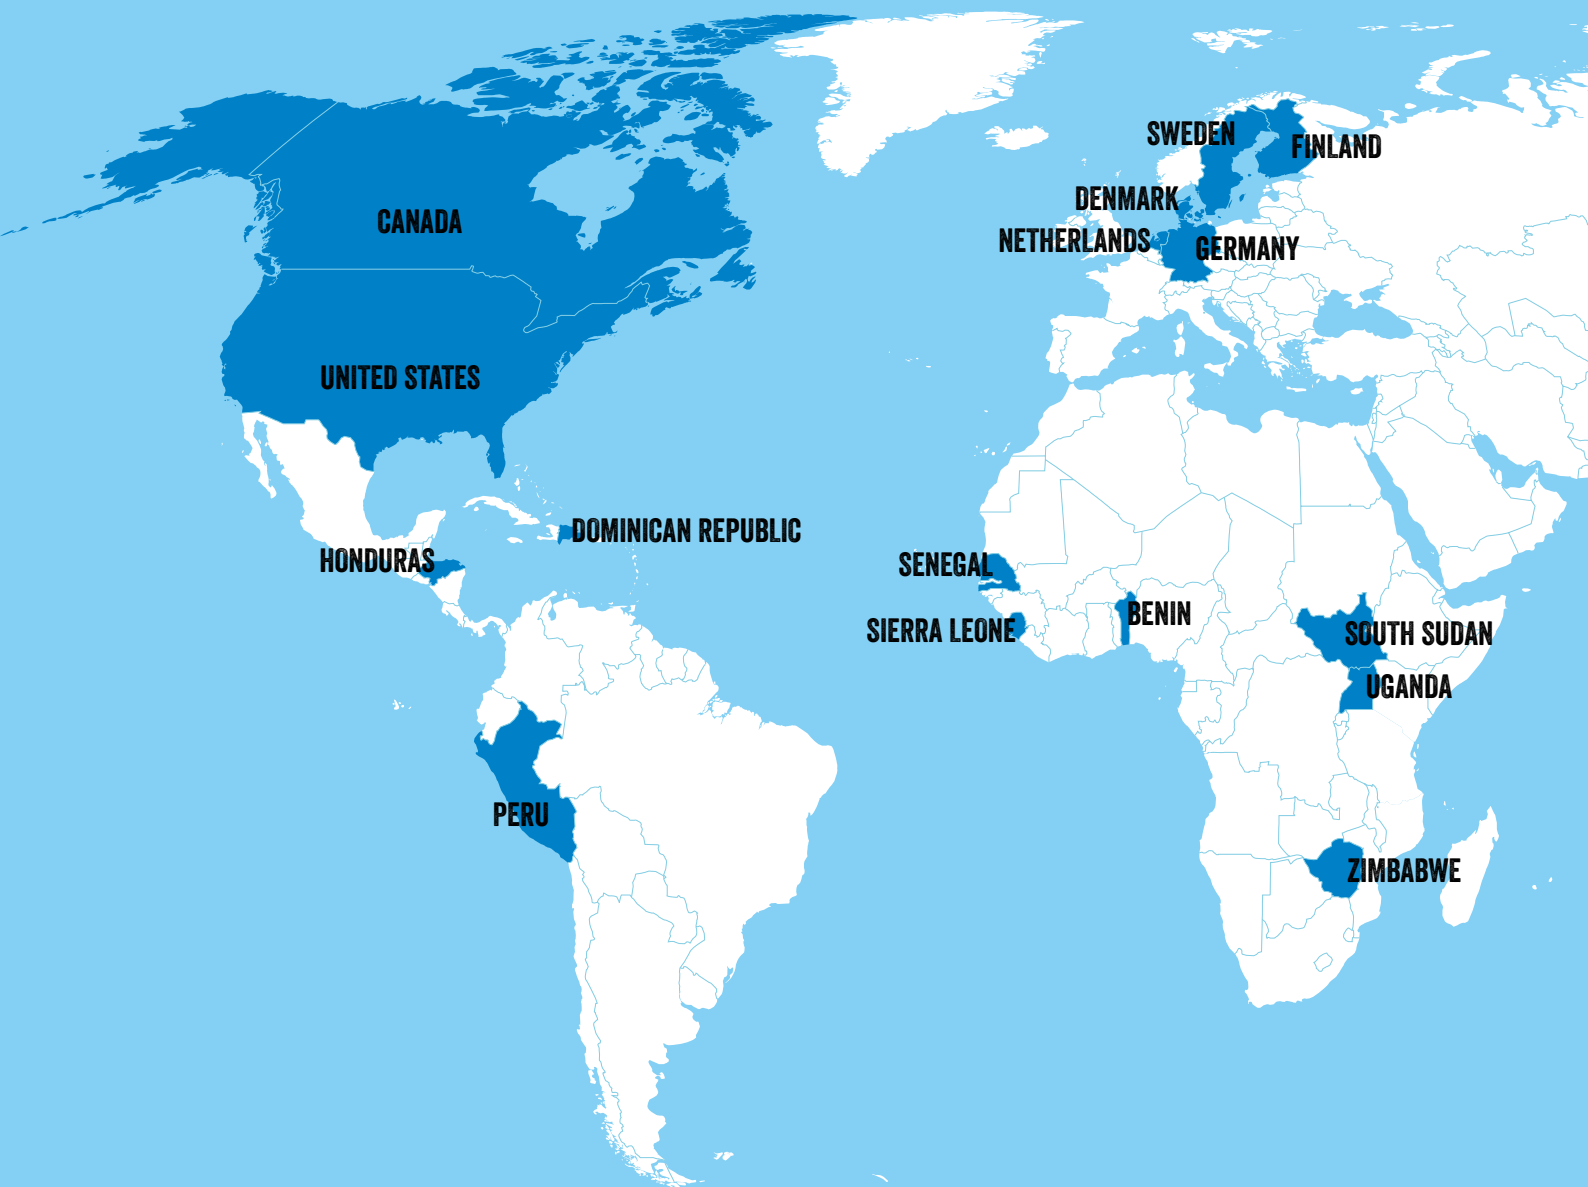 SWEDEN
FINLAND
DENMARK
CANADA
NETHERLANDS
GERMANY
UNITED STATES
DOMINICAN REPUBLIC
HONDURAS
SENEGAL
BENIN
SIERRA LEONE
SOUTH SUDAN
UGANDA
PERU
ZIMBABWE